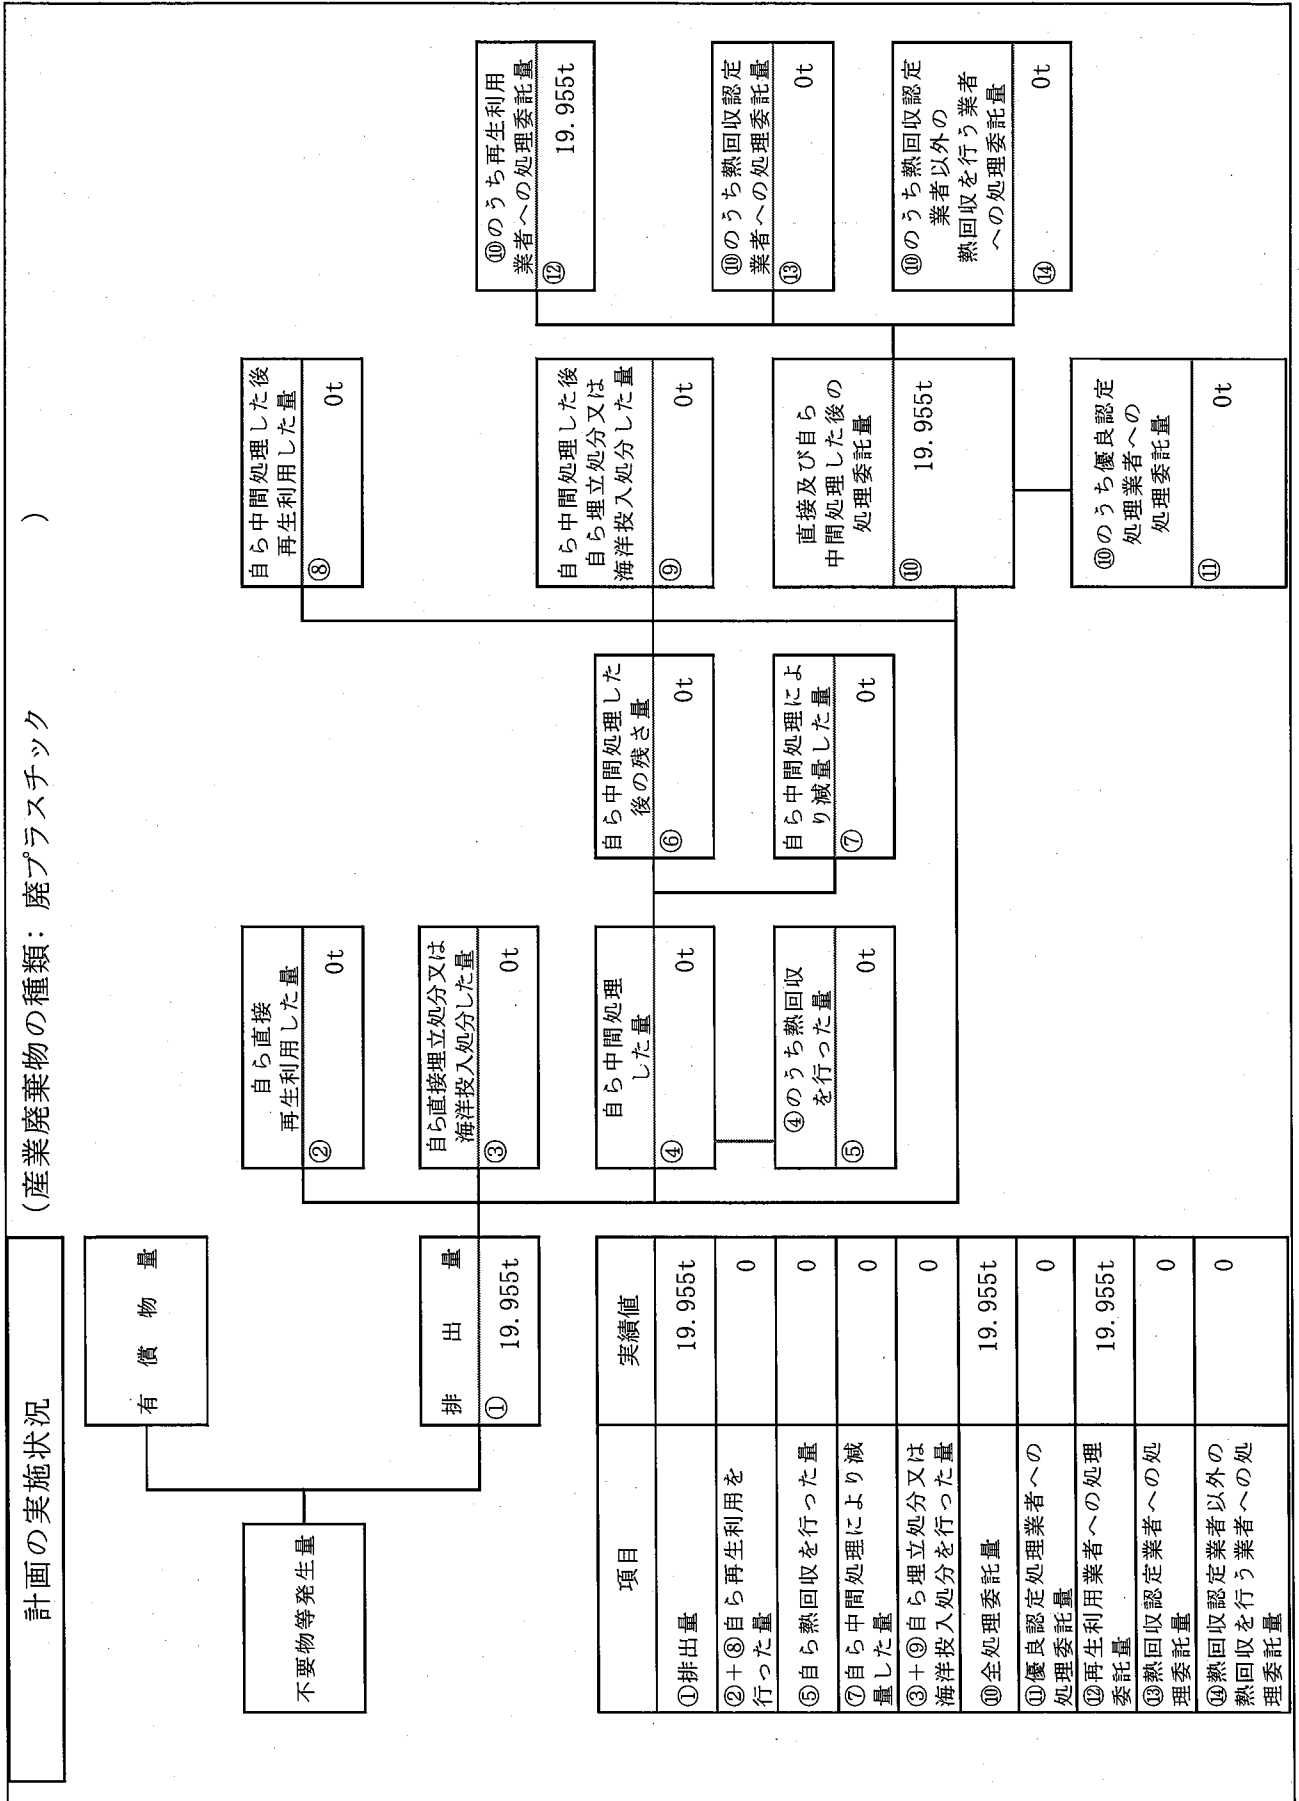 計画の実施状況
(産業廃棄物の種類: 廃プラスチック )
不要物等発生量
有 償 物 量
排 出 量
① 19.955t
自ら直接
再生利用した量
② 0t
自ら直接埋立処分又は
海洋投入処分した量
③ 0t
自ら中間処理
した量
④ 0t
④のうち熱回収
を行った量
⑤ 0t
自ら中間処理した
後の残さ量
⑥ 0t
自ら中間処理によ
り減量した量
⑦ 0t
自ら中間処理した後
再生利用した量
⑧ 0t
自ら中間処理した後
自ら埋立処分又は
海洋投入処分した量
⑨ 0t
直接及び自ら
中間処理した後の
処理委託量
⑩ 19.955t
⑩のうち優良認定
処理業者への
処理委託量
⑪ 0t
⑩のうち再生利用
業者への処理委託量
⑫ 19.955t
⑩のうち熱回収認定
業者への処理委託量
⑬ 0t
⑩のうち熱回収認定
業者以外の
熱回収を行う業者
への処理委託量
⑭ 0t
項目 実績値
①排出量 19.955t
②+⑧自ら再生利用を
行った量 0
⑤自ら熱回収を行った量 0
⑦自ら中間処理により減
量した量 0
③+⑨自ら埋立処分又は
海洋投入処分を行った量 0
⑩全処理委託量 19.955t
⑪優良認定処理業者への
処理委託量 0
⑫再生利用業者への処理
委託量 19.955t
⑬熱回収認定業者への処
理委託量 0
⑭熱回収認定業者以外の
熱回収を行う業者への処
理委託量 0